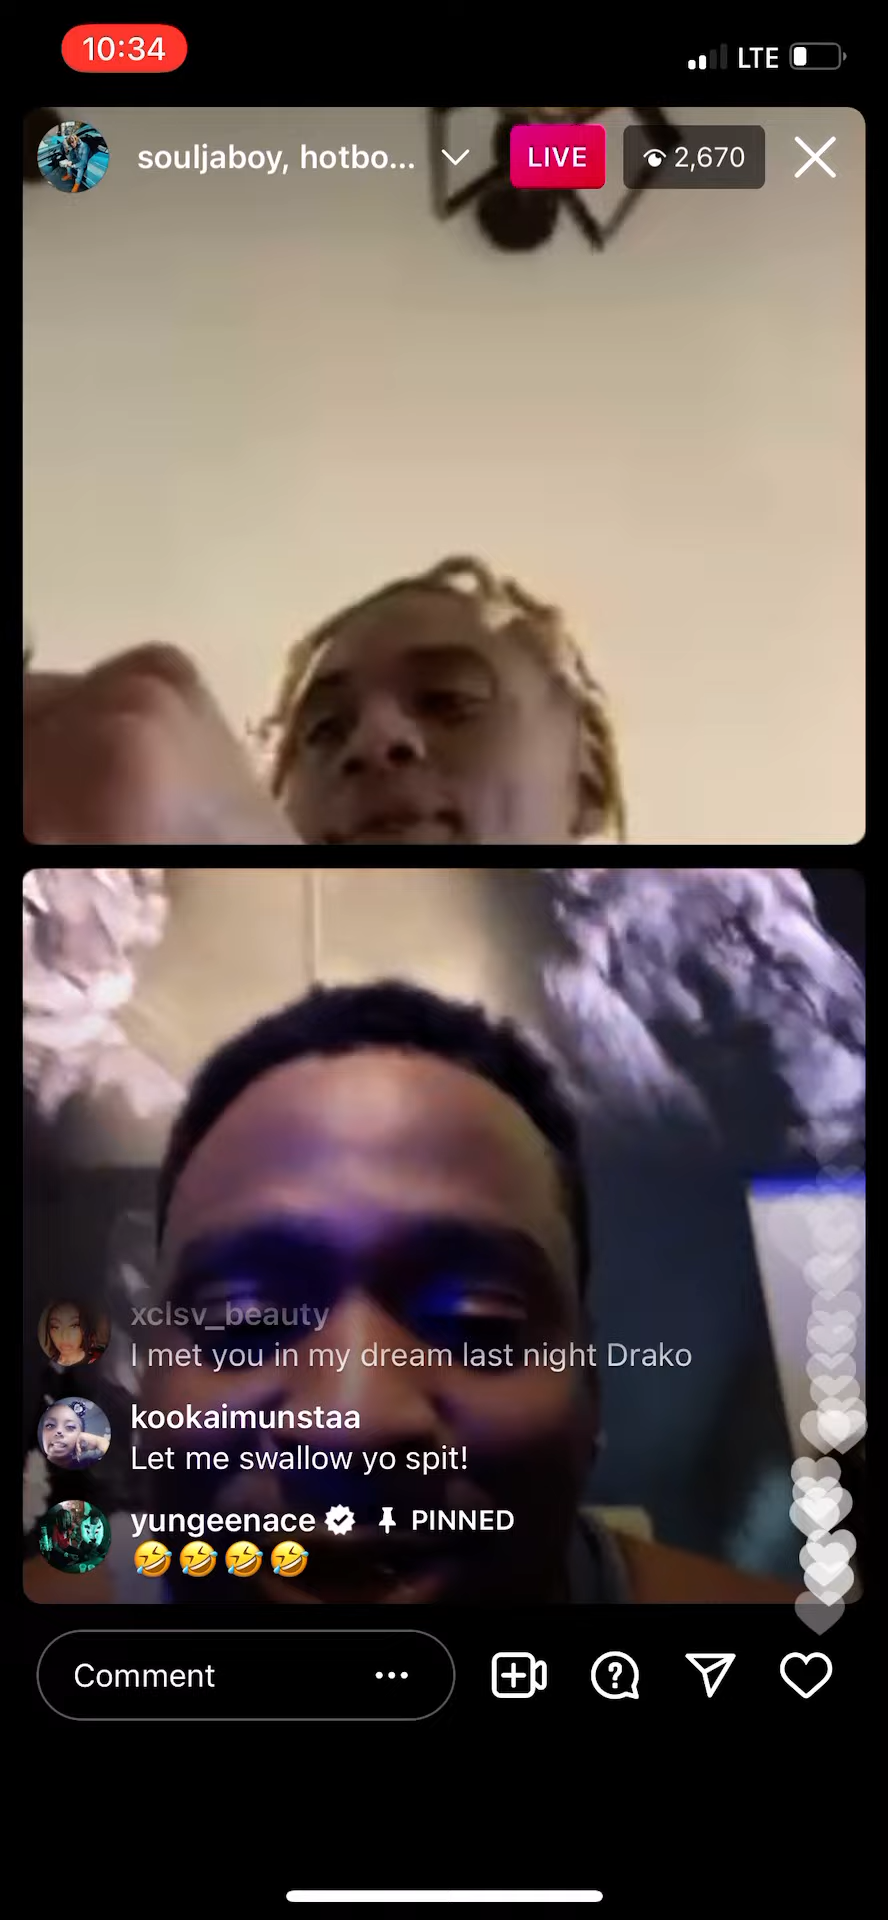 10:34
LTE
souljaboy, hotbo...
LIVE
2,670
xclsv_beauty
I met you in my dream last night Drako
kookaimunstaa
Let me swallow yo spit!
yungeenace PINNED
🤣🤣🤣🤣
Comment